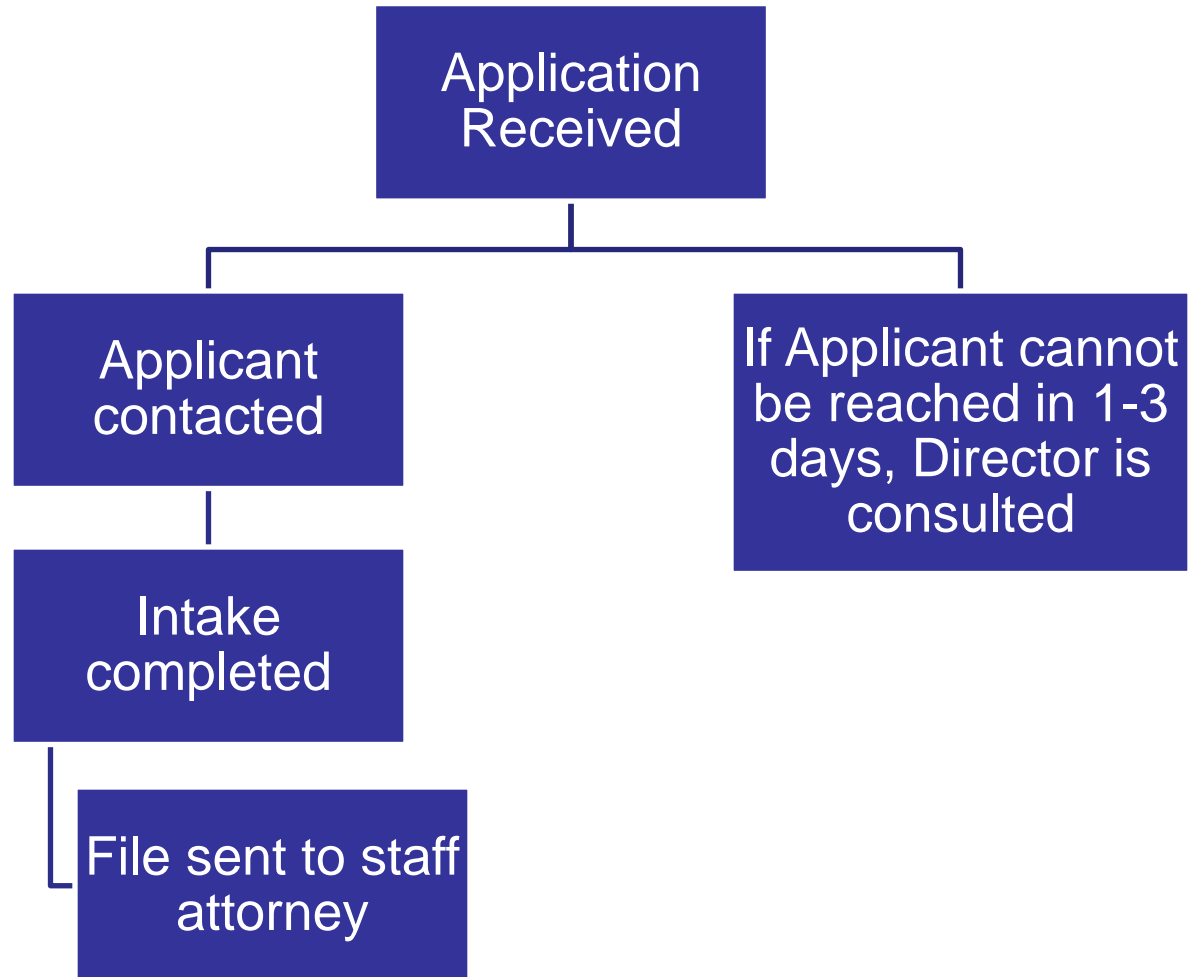 Application
Received
Applicant
contacted
If Applicant cannot
be reached in 1-3
days, Director is
consulted
Intake
completed
File sent to staff
attorney